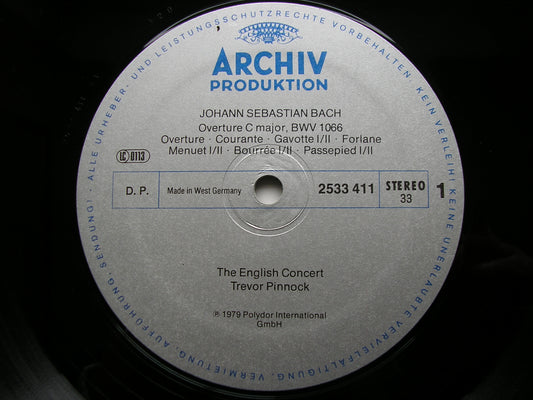 ALLE URHEBER- UND LEISTUNGSSCHUTZRECHTE VORBEHALTEN · KEIN VERLEIH! KEINE UNERLAUBTE VERVIELFÄLTIGUNG, VERMIETUNG, AUFFÜHRUNG, SENDUNG! ·
ARCHIV
PRODUKTION
JOHANN SEBASTIAN BACH
Overture C major, BWV 1066
Overture · Courante · Gavotte I/II · Forlane
Menuet I/II · Bourrée I/II · Passepied I/II
LC 0113
D. P. Made in West Germany 2533 411 STEREO 33 1
The English Concert
Trevor Pinnock
℗ 1979 Polydor International
GmbH